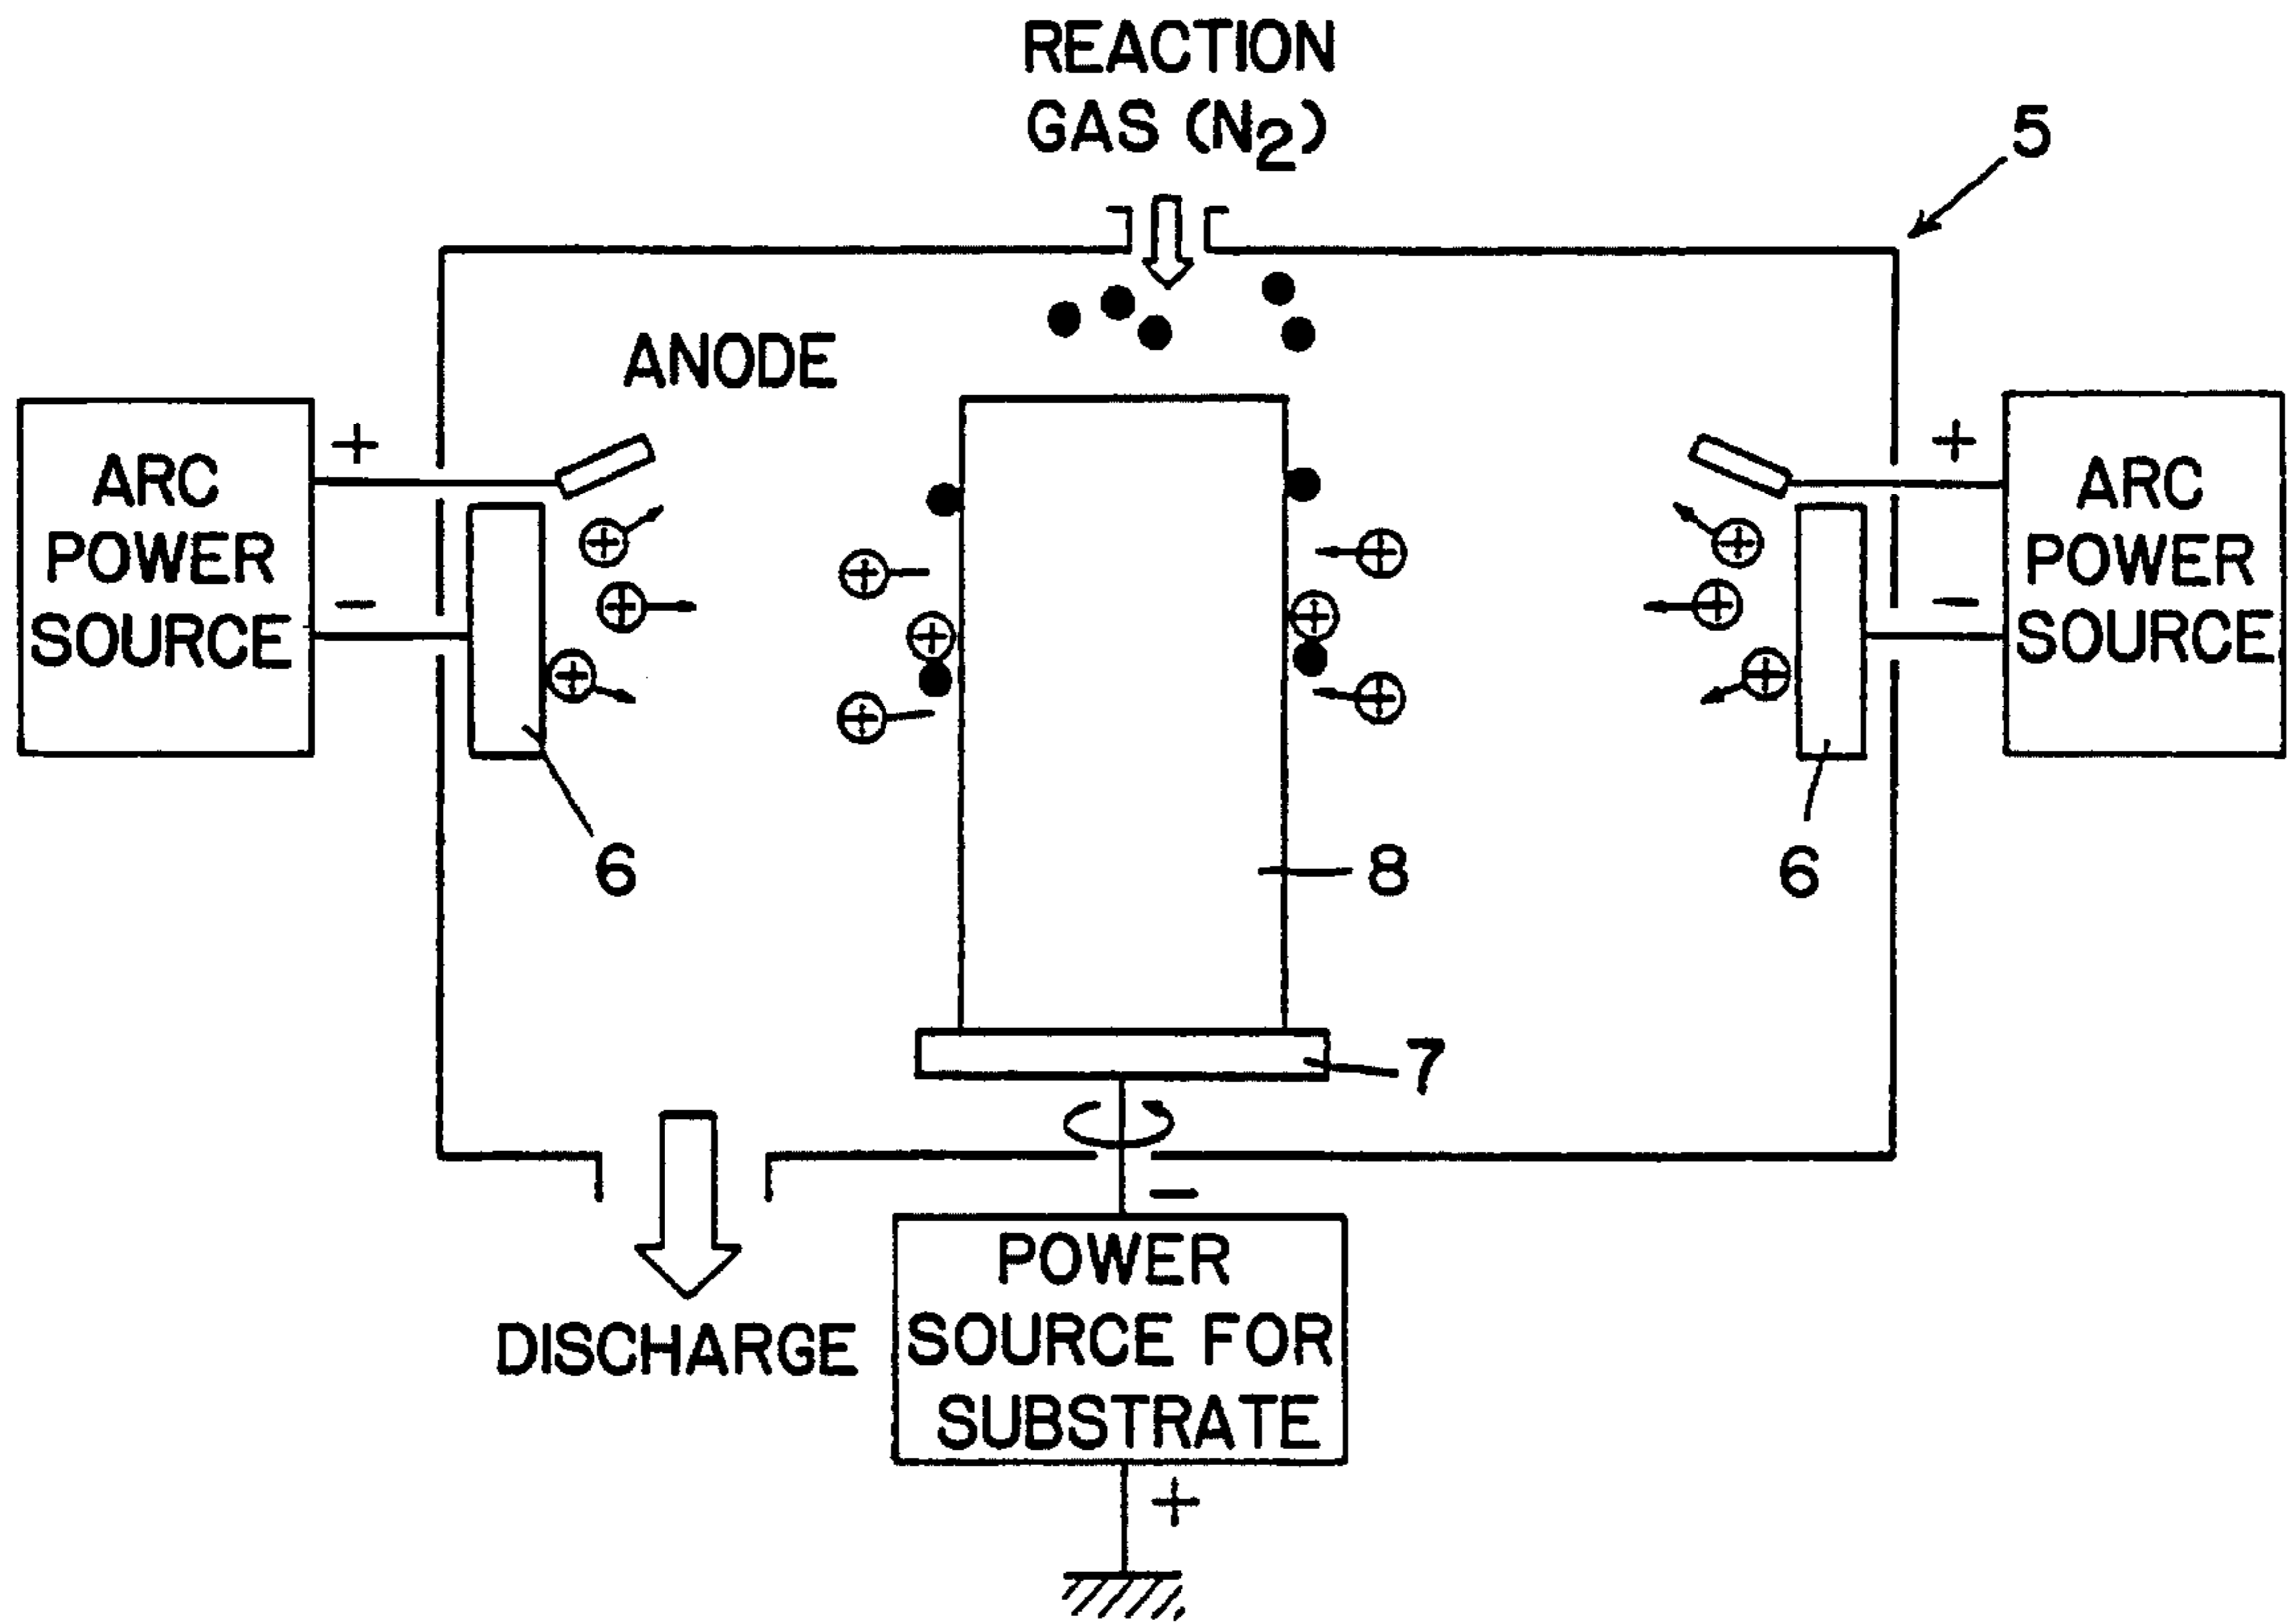 REACTION
GAS (N2)
5
ANODE
ARC
POWER
SOURCE
+
−
+
−
ARC
POWER
SOURCE
6
8
6
7
−
POWER
SOURCE FOR
SUBSTRATE
DISCHARGE
+